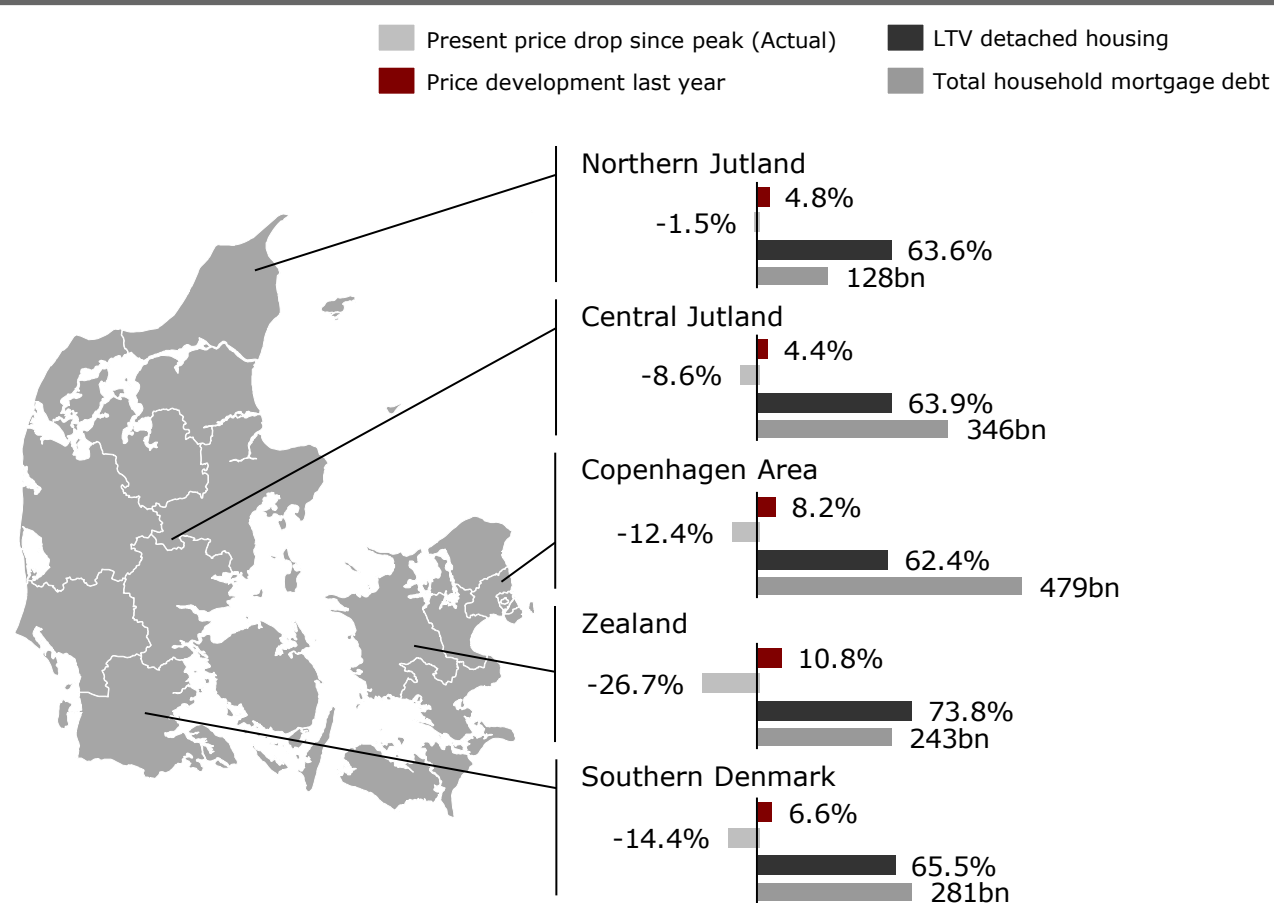 Present price drop since peak (Actual)
LTV detached housing
Price development last year
Total household mortgage debt
Northern Jutland
4.8%
-1.5%
63.6%
128bn
Central Jutland
4.4%
-8.6%
63.9%
346bn
Copenhagen Area
8.2%
-12.4%
62.4%
479bn
Zealand
10.8%
-26.7%
73.8%
243bn
Southern Denmark
6.6%
-14.4%
65.5%
281bn